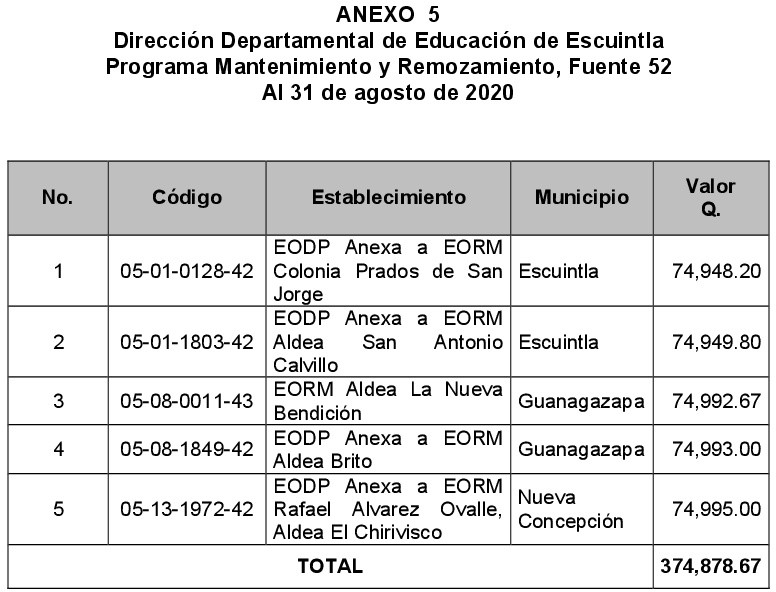 ANEXO 5
Dirección Departamental de Educación de Escuintla
Programa Mantenimiento y Remozamiento, Fuente 52
Al 31 de agosto de 2020
No. Código Establecimiento Municipio Valor Q.
1 05-01-0128-42 EODP Anexa a EORM Colonia Prados de San Jorge Escuintla 74,948.20
2 05-01-1803-42 EODP Anexa a EORM Aldea San Antonio Calvillo Escuintla 74,949.80
3 05-08-0011-43 EORM Aldea La Nueva Bendición Guanagazapa 74,992.67
4 05-08-1849-42 EODP Anexa a EORM Aldea Brito Guanagazapa 74,993.00
5 05-13-1972-42 EODP Anexa a EORM Rafael Alvarez Ovalle, Aldea El Chirivisco Nueva Concepción 74,995.00
TOTAL 374,878.67